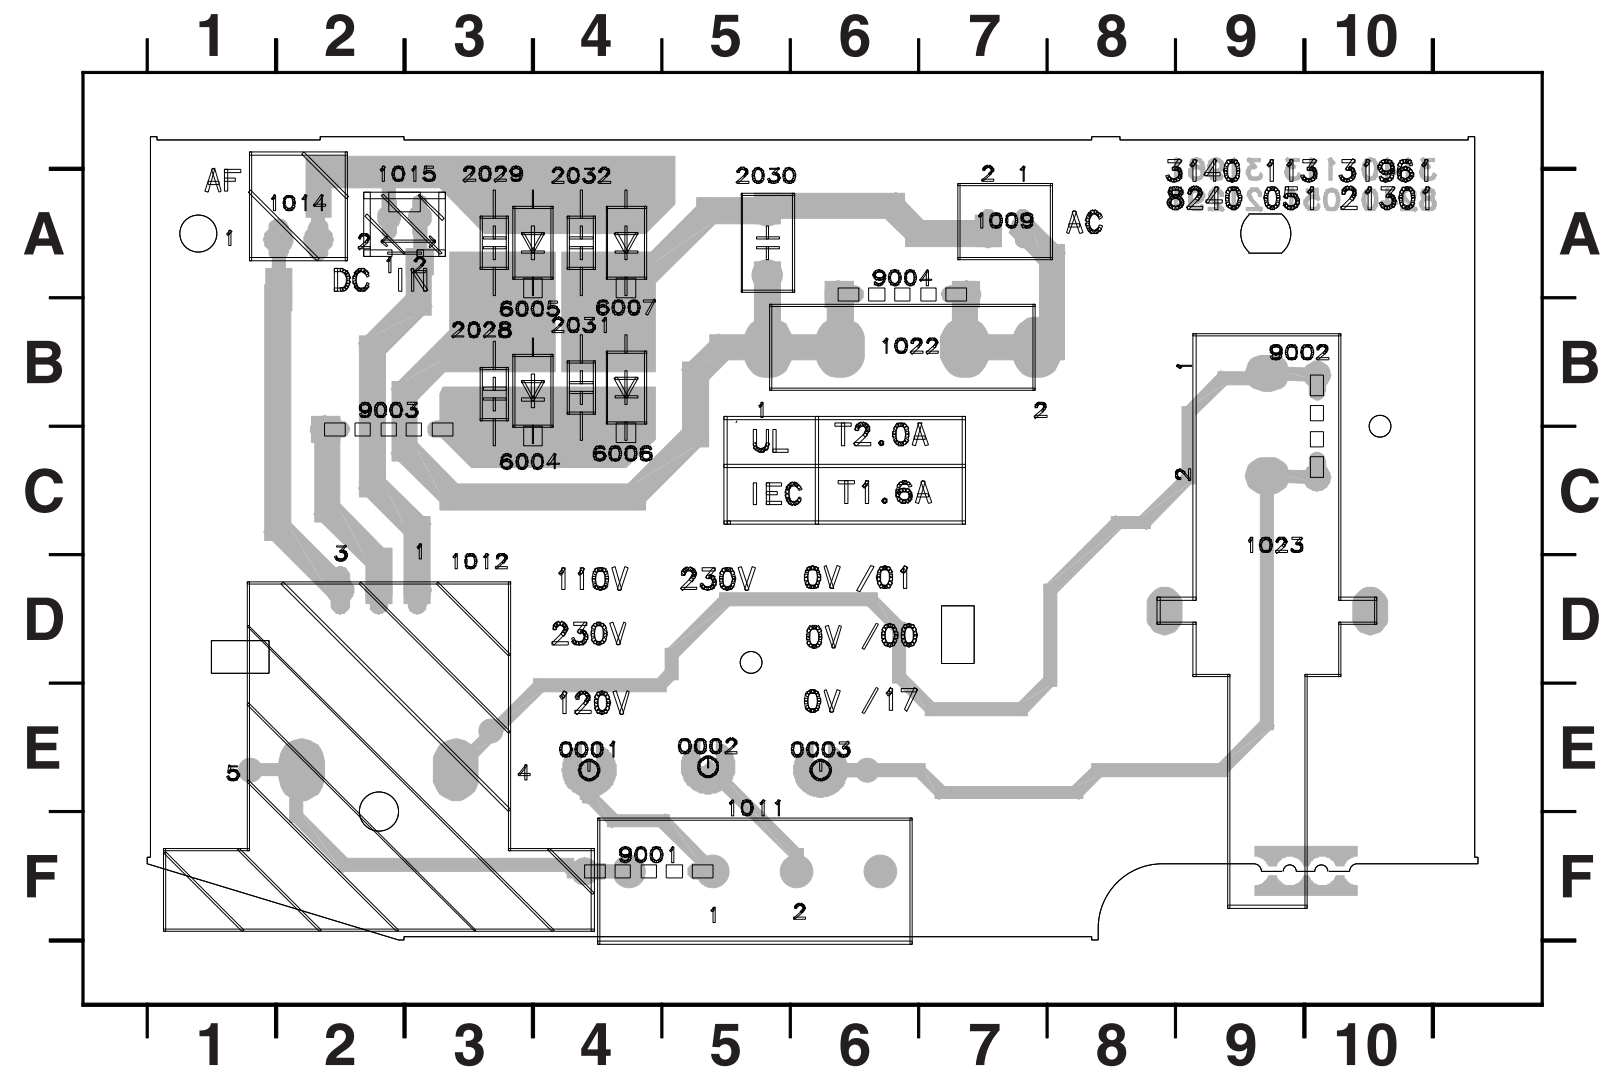 1 2 3 4 5 6 7 8 9 10
A A
B B
C C
D D
E E
F F
AF 1014 1
1015 2 1 1 2
DC IN
2029 2032 2030
2 1
1009 AC
3140 113 31961
8240 051 21301
9004
6005 6007
2028 2031
1022
1 2
9002
1
2
9003
6004 6006
UL T2.0A
IEC T1.6A
1023
3 1 1012
110V 230V 0V /01
230V 0V /00
120V 0V /17
0001 0002 0003
5 4
1011
9001
1 2
1 2 3 4 5 6 7 8 9 10